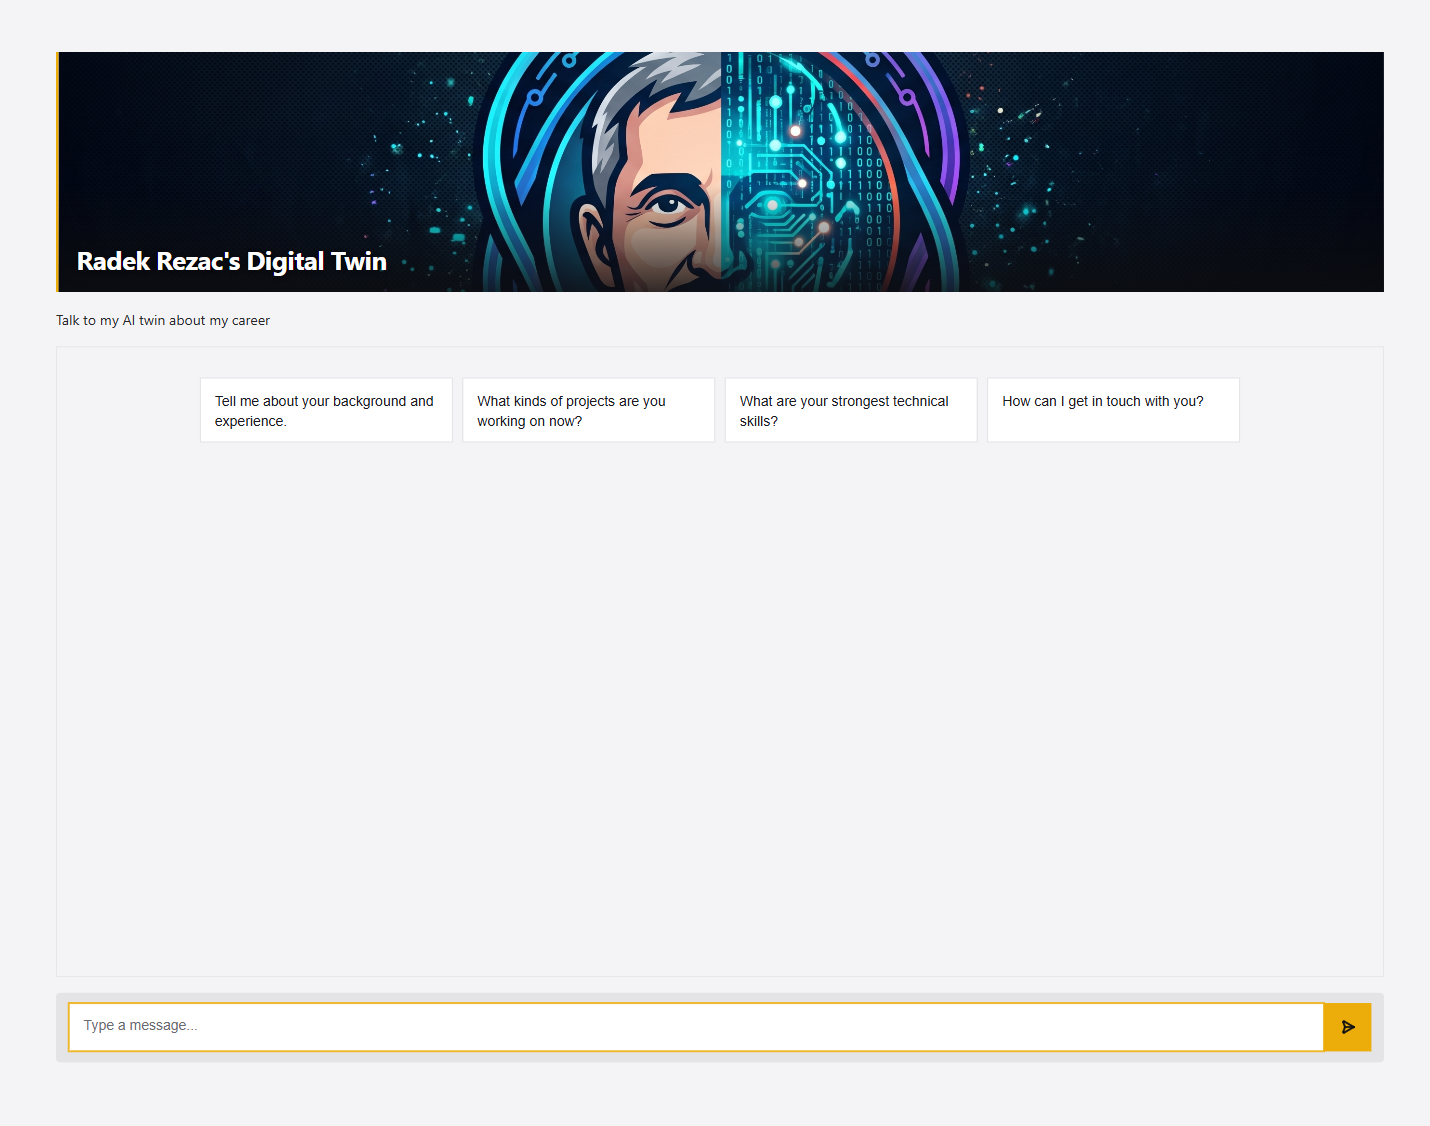 Radek Rezac's Digital Twin
Talk to my AI twin about my career
Tell me about your background and
experience.
What kinds of projects are you
working on now?
What are your strongest technical
skills?
How can I get in touch with you?
Type a message...